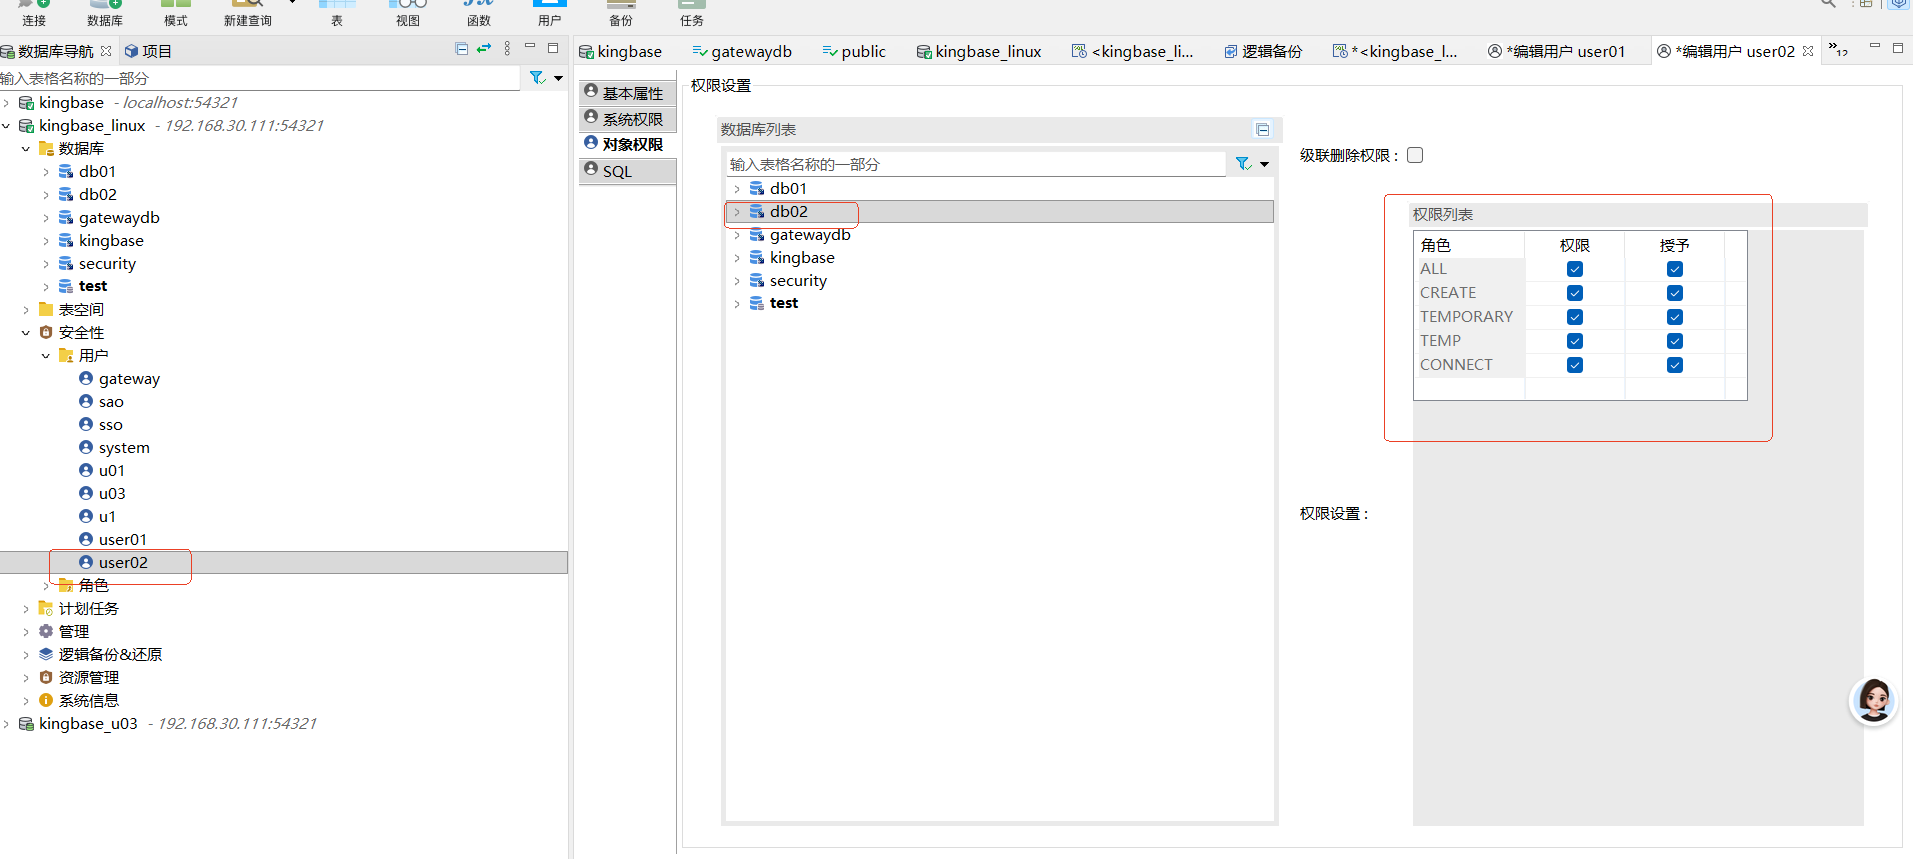 连接 数据库 模式 新建查询 表 视图 函数 用户 备份 任务
数据库导航 项目
输入表格名称的一部分
kingbase - localhost:54321
kingbase_linux - 192.168.30.111:54321
数据库
db01
db02
gatewaydb
kingbase
security
test
表空间
安全性
用户
gateway
sao
sso
system
u01
u03
u1
user01
user02
角色
计划任务
管理
逻辑备份&还原
资源管理
系统信息
kingbase_u03 - 192.168.30.111:54321
kingbase gatewaydb public kingbase_linux <kingbase_li... 逻辑备份 *<kingbase_l... *编辑用户 user01 *编辑用户 user02 »12
基本属性
系统权限
对象权限
SQL
权限设置
数据库列表
输入表格名称的一部分
db01
db02
gatewaydb
kingbase
security
test
级联删除权限：
权限列表
角色 权限 授予
ALL
CREATE
TEMPORARY
TEMP
CONNECT
权限设置：